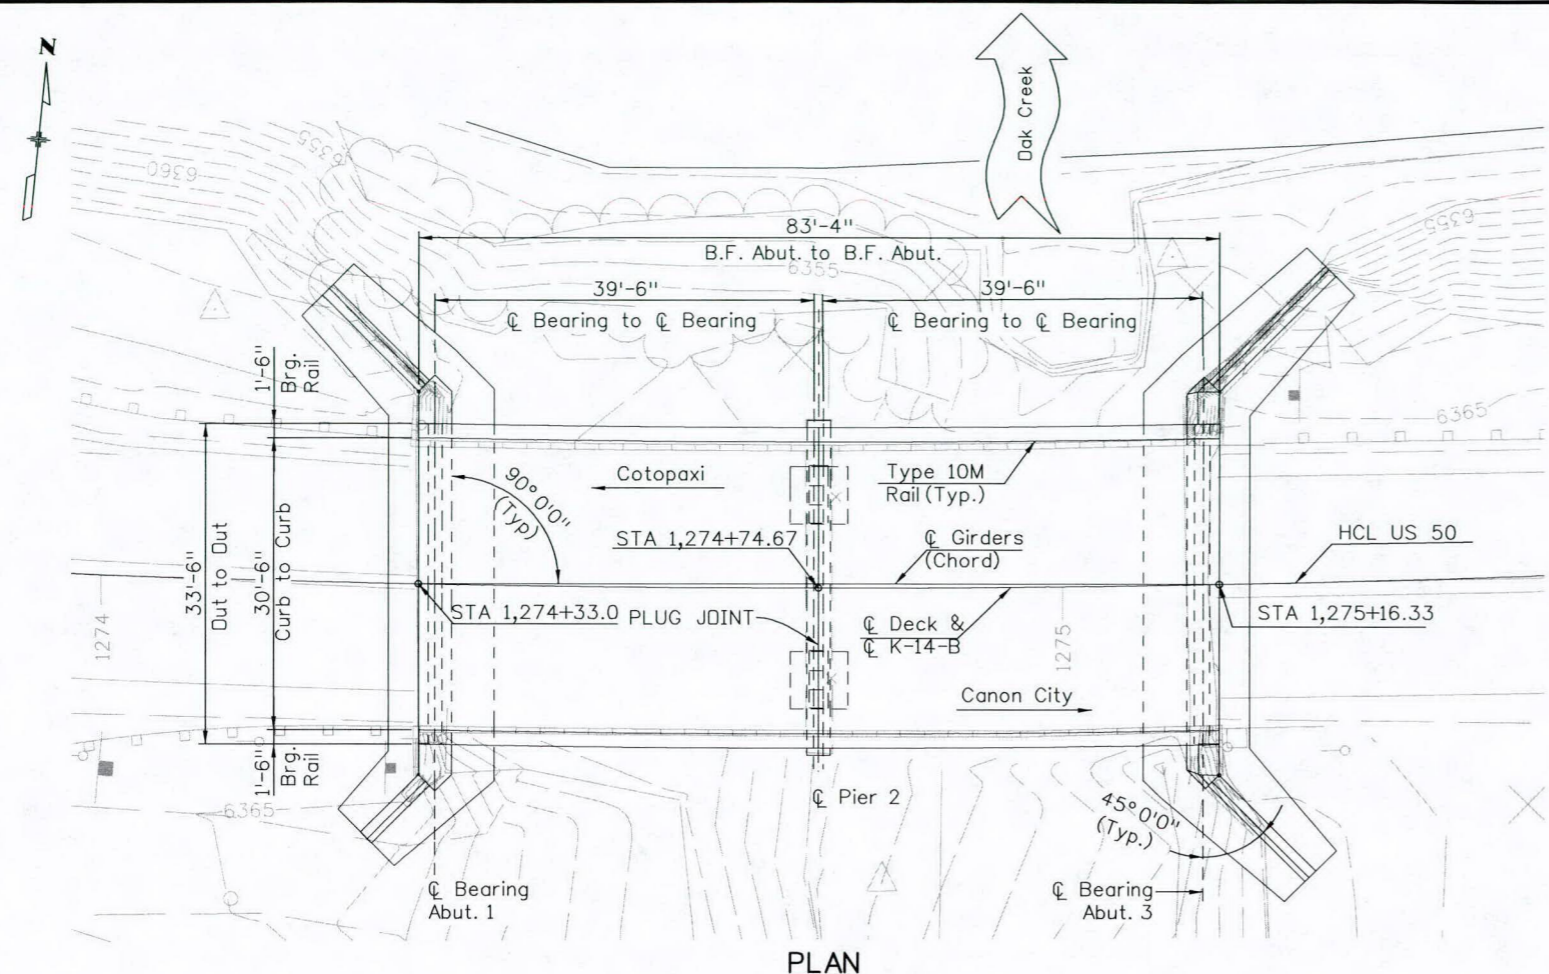 N
Oak Creek
6355
6360
83'-4"
B.F. Abut. to B.F. Abut.
6355
6355
39'-6"
39'-6"
℄ Bearing to ℄ Bearing
℄ Bearing to ℄ Bearing
1'-6"
Brg.
Rail
6365
Cotopaxi
Type 10M
Rail (Typ.)
90° 0'0"
(Typ)
STA 1,274+74.67
℄ Girders
(Chord)
HCL US 50
33'-6"
Out to Out
30'-6"
Curb to Curb
STA 1,274+33.0
PLUG JOINT
℄ Deck &
℄ K-14-B
STA 1,275+16.33
1274
1275
Canon City
1'-6"
Brg.
Rail
6365
℄ Pier 2
45° 0'0"
(Typ.)
℄ Bearing
Abut. 1
℄ Bearing
Abut. 3
PLAN